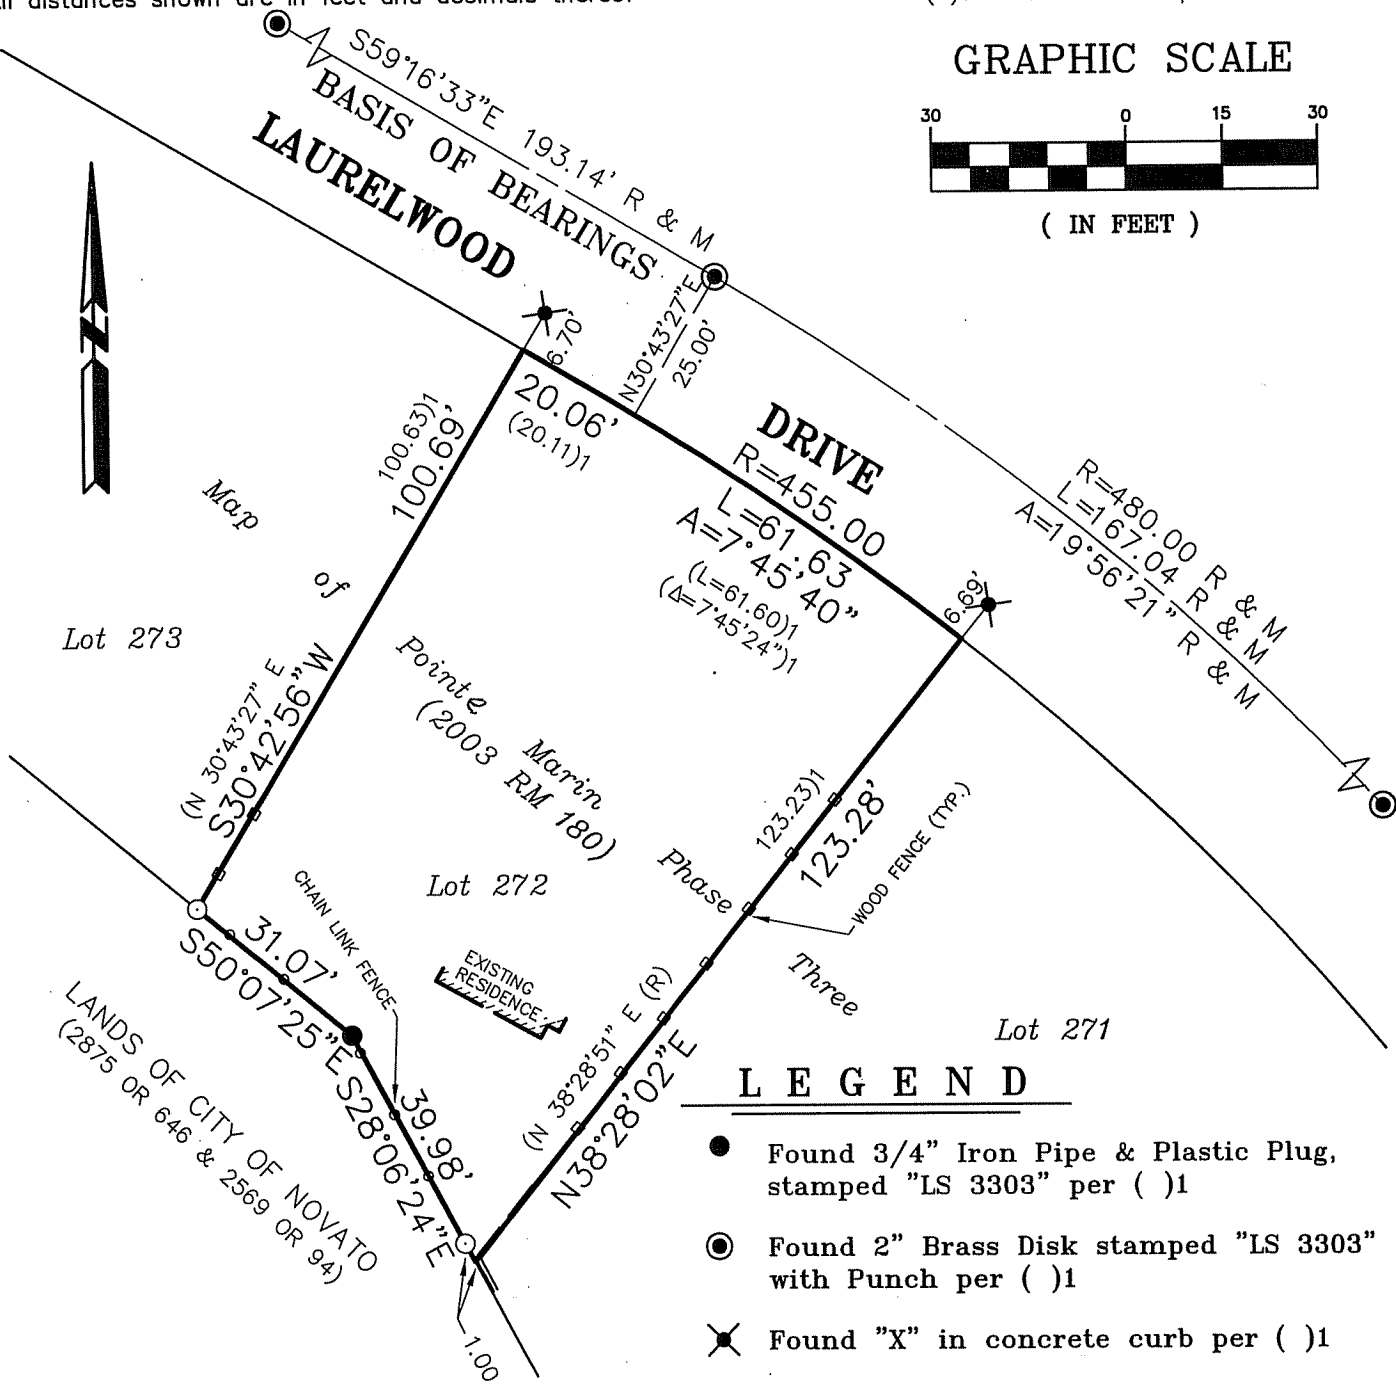 distances shown are in feet and decimals
GRAPHIC SCALE
30 0 15 30
( IN FEET )
S59°16'33"E 193.14' R & M
BASIS OF BEARINGS
LAURELWOOD
DRIVE
6.70'
N30°43'27"E
25.00'
20.06'
(20.11)1
100.63)1
100.69'
R=455.00
L=61.63
A=7°45'40"
(L=61.60)1
(Δ=7°45'24")1
6.69'
R=480.00 R & M
L=167.04 R & M
A=19°56'21" R & M
Map
of
Pointe
Marin
(2003 RM 180)
Phase
Three
Lot 273
(N 30°43'27" E
S30°42'56"W
Lot 272
123.23)1
123.28'
WOOD FENCE (TYP.)
CHAIN LINK FENCE
EXISTING
RESIDENCE
31.07'
S50°07'25"E
39.98'
S28°06'24"E
(N 38°28'51" E (R)
N38°28'02"E
LANDS OF CITY OF NOVATO
(2875 OR 646 & 2569 OR 94)
1.00
Lot 271
LEGEND
Found 3/4" Iron Pipe & Plastic Plug,
stamped "LS 3303" per ( )1
Found 2" Brass Disk stamped "LS 3303"
with Punch per ( )1
Found "X" in concrete curb per ( )1